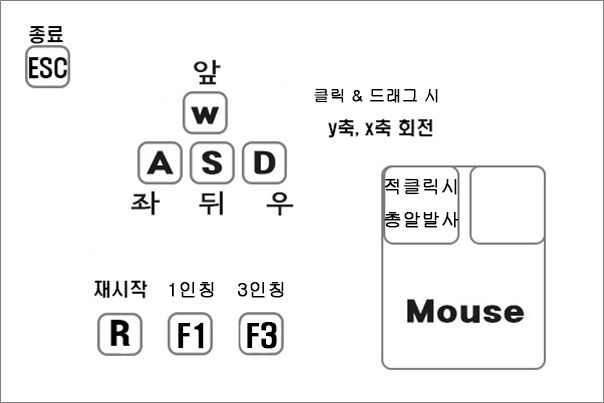 종료
ESC
앞
W
A S D
좌 뒤 우
클릭 & 드래그 시
y축, x축 회전
적클릭시
총알발사
Mouse
재시작 1인칭 3인칭
R F1 F3